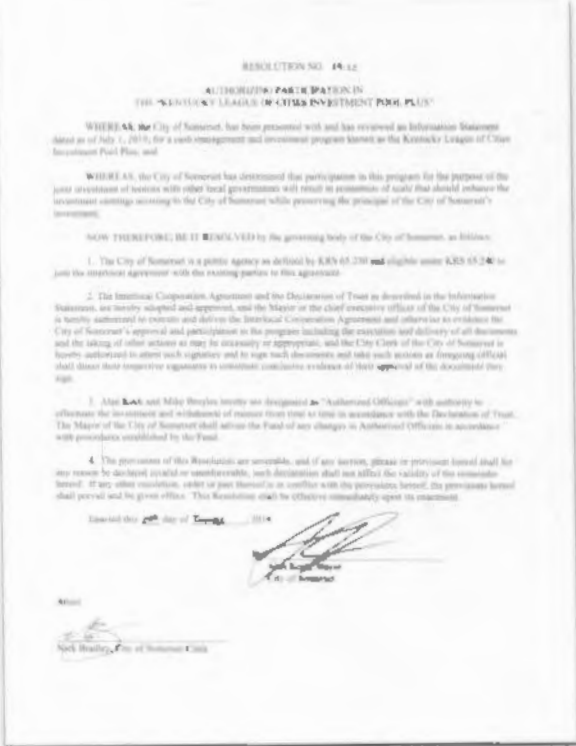 RESOLUTION NO. 19-12
AUTHORIZING PARTICIPATION IN
THE "KENTUCKY LEAGUE OF CITIES INVESTMENT POOL PLUS"
WHEREAS, the City of Somerset, has been presented with and has reviewed an Information Statement
dated as of July 1, 2019, for a cash management and investment program known as the Kentucky League of Cities
Investment Pool Plus; and
WHEREAS, the City of Somerset has determined that participation in this program for the purpose of the
joint investment of monies with other local governments will result in economies of scale that should enhance the
investment earnings accruing to the City of Somerset while preserving the principal of the City of Somerset's
investment;
NOW THEREFORE, BE IT RESOLVED by the governing body of the City of Somerset, as follows:
1. The City of Somerset is a public agency as defined by KRS 65.230 and eligible under KRS 65.240 to
join the interlocal agreement with the existing parties to this agreement.
2. The Interlocal Cooperation Agreement and the Declaration of Trust as described in the Information
Statement, are hereby adopted and approved, and the Mayor or the chief executive officer of the City of Somerset
is hereby authorized to execute and deliver the Interlocal Cooperation Agreement and otherwise to evidence the
City of Somerset's approval and participation in the program including the execution and delivery of all documents
and the taking of other actions as may be necessary or appropriate, and the City Clerk of the City of Somerset is
hereby authorized to attest such signature and to sign such documents and take such actions as foregoing official
shall direct their respective signatures to constitute conclusive evidence of their approval of the documents they
sign.
3. Alan and Mike Broyles hereby are designated as "Authorized Officials" with authority to
effectuate the investment and withdrawal of monies from time to time in accordance with the Declaration of Trust.
The Mayor of the City of Somerset shall advise the Fund of any changes in Authorized Officials in accordance
with procedures established by the Fund.
4. The provisions of this Resolution are severable, and if any section, phrase or provision hereof shall for
any reason be declared invalid or unenforceable, such declaration shall not affect the validity of the remainder
hereof. If any other resolution, order or part thereof is in conflict with the provisions hereof, the provisions hereof
shall prevail and be given effect. This Resolution shall be effective immediately upon its enactment.
Enacted this day of
Mayor
City of Somerset
Attest:
Nick Bradley, City of Somerset Clerk